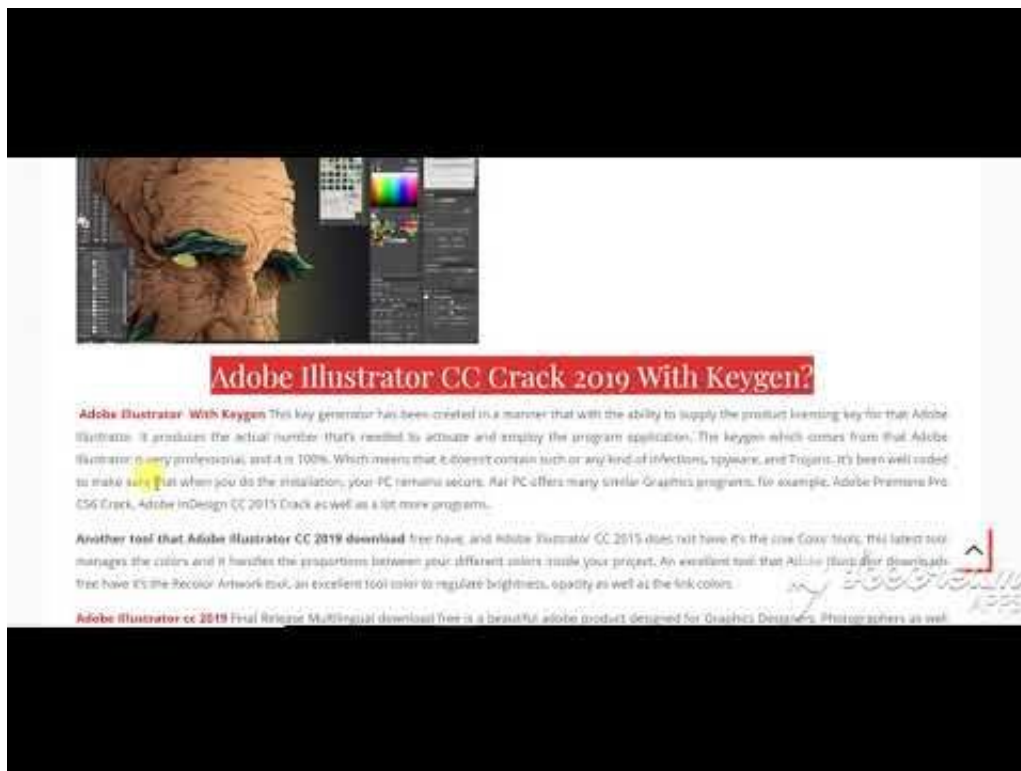 Adobe Illustrator CC Crack 2019 With Keygen?
Adobe Illustrator With Keygen This key generator has been created in a manner that with the ability to supply the product licensing key for that Adobe
Illustrator. It produces the actual number that's needed to activate and employ the program application. The keygen which comes from that Adobe
Illustrator is very professional, and it is 100%. Which means that it doesn't contain such or any kind of infections, spyware, and Trojans. It's been well coded
to make sure that when you do the installation, your PC remains secure. Rar PC offers many similar Graphics programs, for example, Adobe Premiere Pro
CS6 Crack, Adobe InDesign CC 2015 Crack as well as a lot more programs.
Another tool that Adobe Illustrator CC 2019 download free have, and Adobe Illustrator CC 2015 does not have it's the Live Color tools, this latest tool
manages the colors and it handles the proportions between your different colors inside your project. An excellent tool that Adobe Illustrator downloads
free have it's the Recolor Artwork tool, an excellent tool color to regulate brightness, opacity as well as the link colors.
Adobe Illustrator cc 2019 Final Release Multilingual download free is a beautiful adobe product designed for Graphics Designers, Photographers as well
APPS